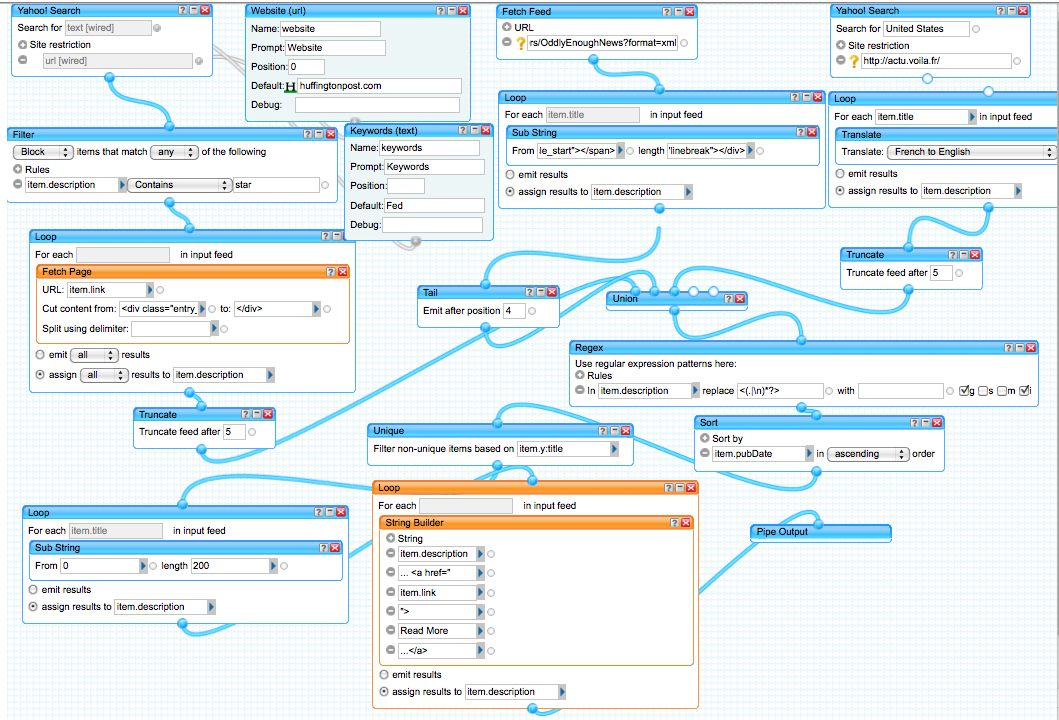 Yahoo! Search
Search for text [wired]
Site restriction
url [wired]
Website (url)
Name: website
Prompt: Website
Position: 0
Default: huffingtonpost.com
Debug:
Fetch Feed
URL
rs/OddlyEnoughNews?format=xml
Yahoo! Search
Search for United States
Site restriction
http://actu.voila.fr/
Filter
Block items that match any of the following
Rules
item.description Contains star
Keywords (text)
Name: keywords
Prompt: Keywords
Position:
Default: Fed
Debug:
Loop
For each item.title in input feed
Sub String
From le_start"></span> length 'linebreak"></div>
emit results
assign results to item.description
Loop
For each item.title in input feed
Translate
Translate: French to English
emit results
assign results to item.description
Loop
For each in input feed
Fetch Page
URL: item.link
Cut content from: <div class="entry_ to: </div>
Split using delimiter:
emit all results
assign all results to item.description
Truncate
Truncate feed after 5
Tail
Emit after position 4
Union
Truncate
Truncate feed after 5
Regex
Use regular expression patterns here:
Rules
In item.description replace <(.|\n)*?> with g s m i
Unique
Filter non-unique items based on item.y:title
Sort
Sort by
item.pubDate in ascending order
Loop
For each item.title in input feed
Sub String
From 0 length 200
emit results
assign results to item.description
Loop
For each in input feed
String Builder
String
item.description
... <a href="
item.link
">
Read More
...</a>
emit results
assign results to item.description
Pipe Output